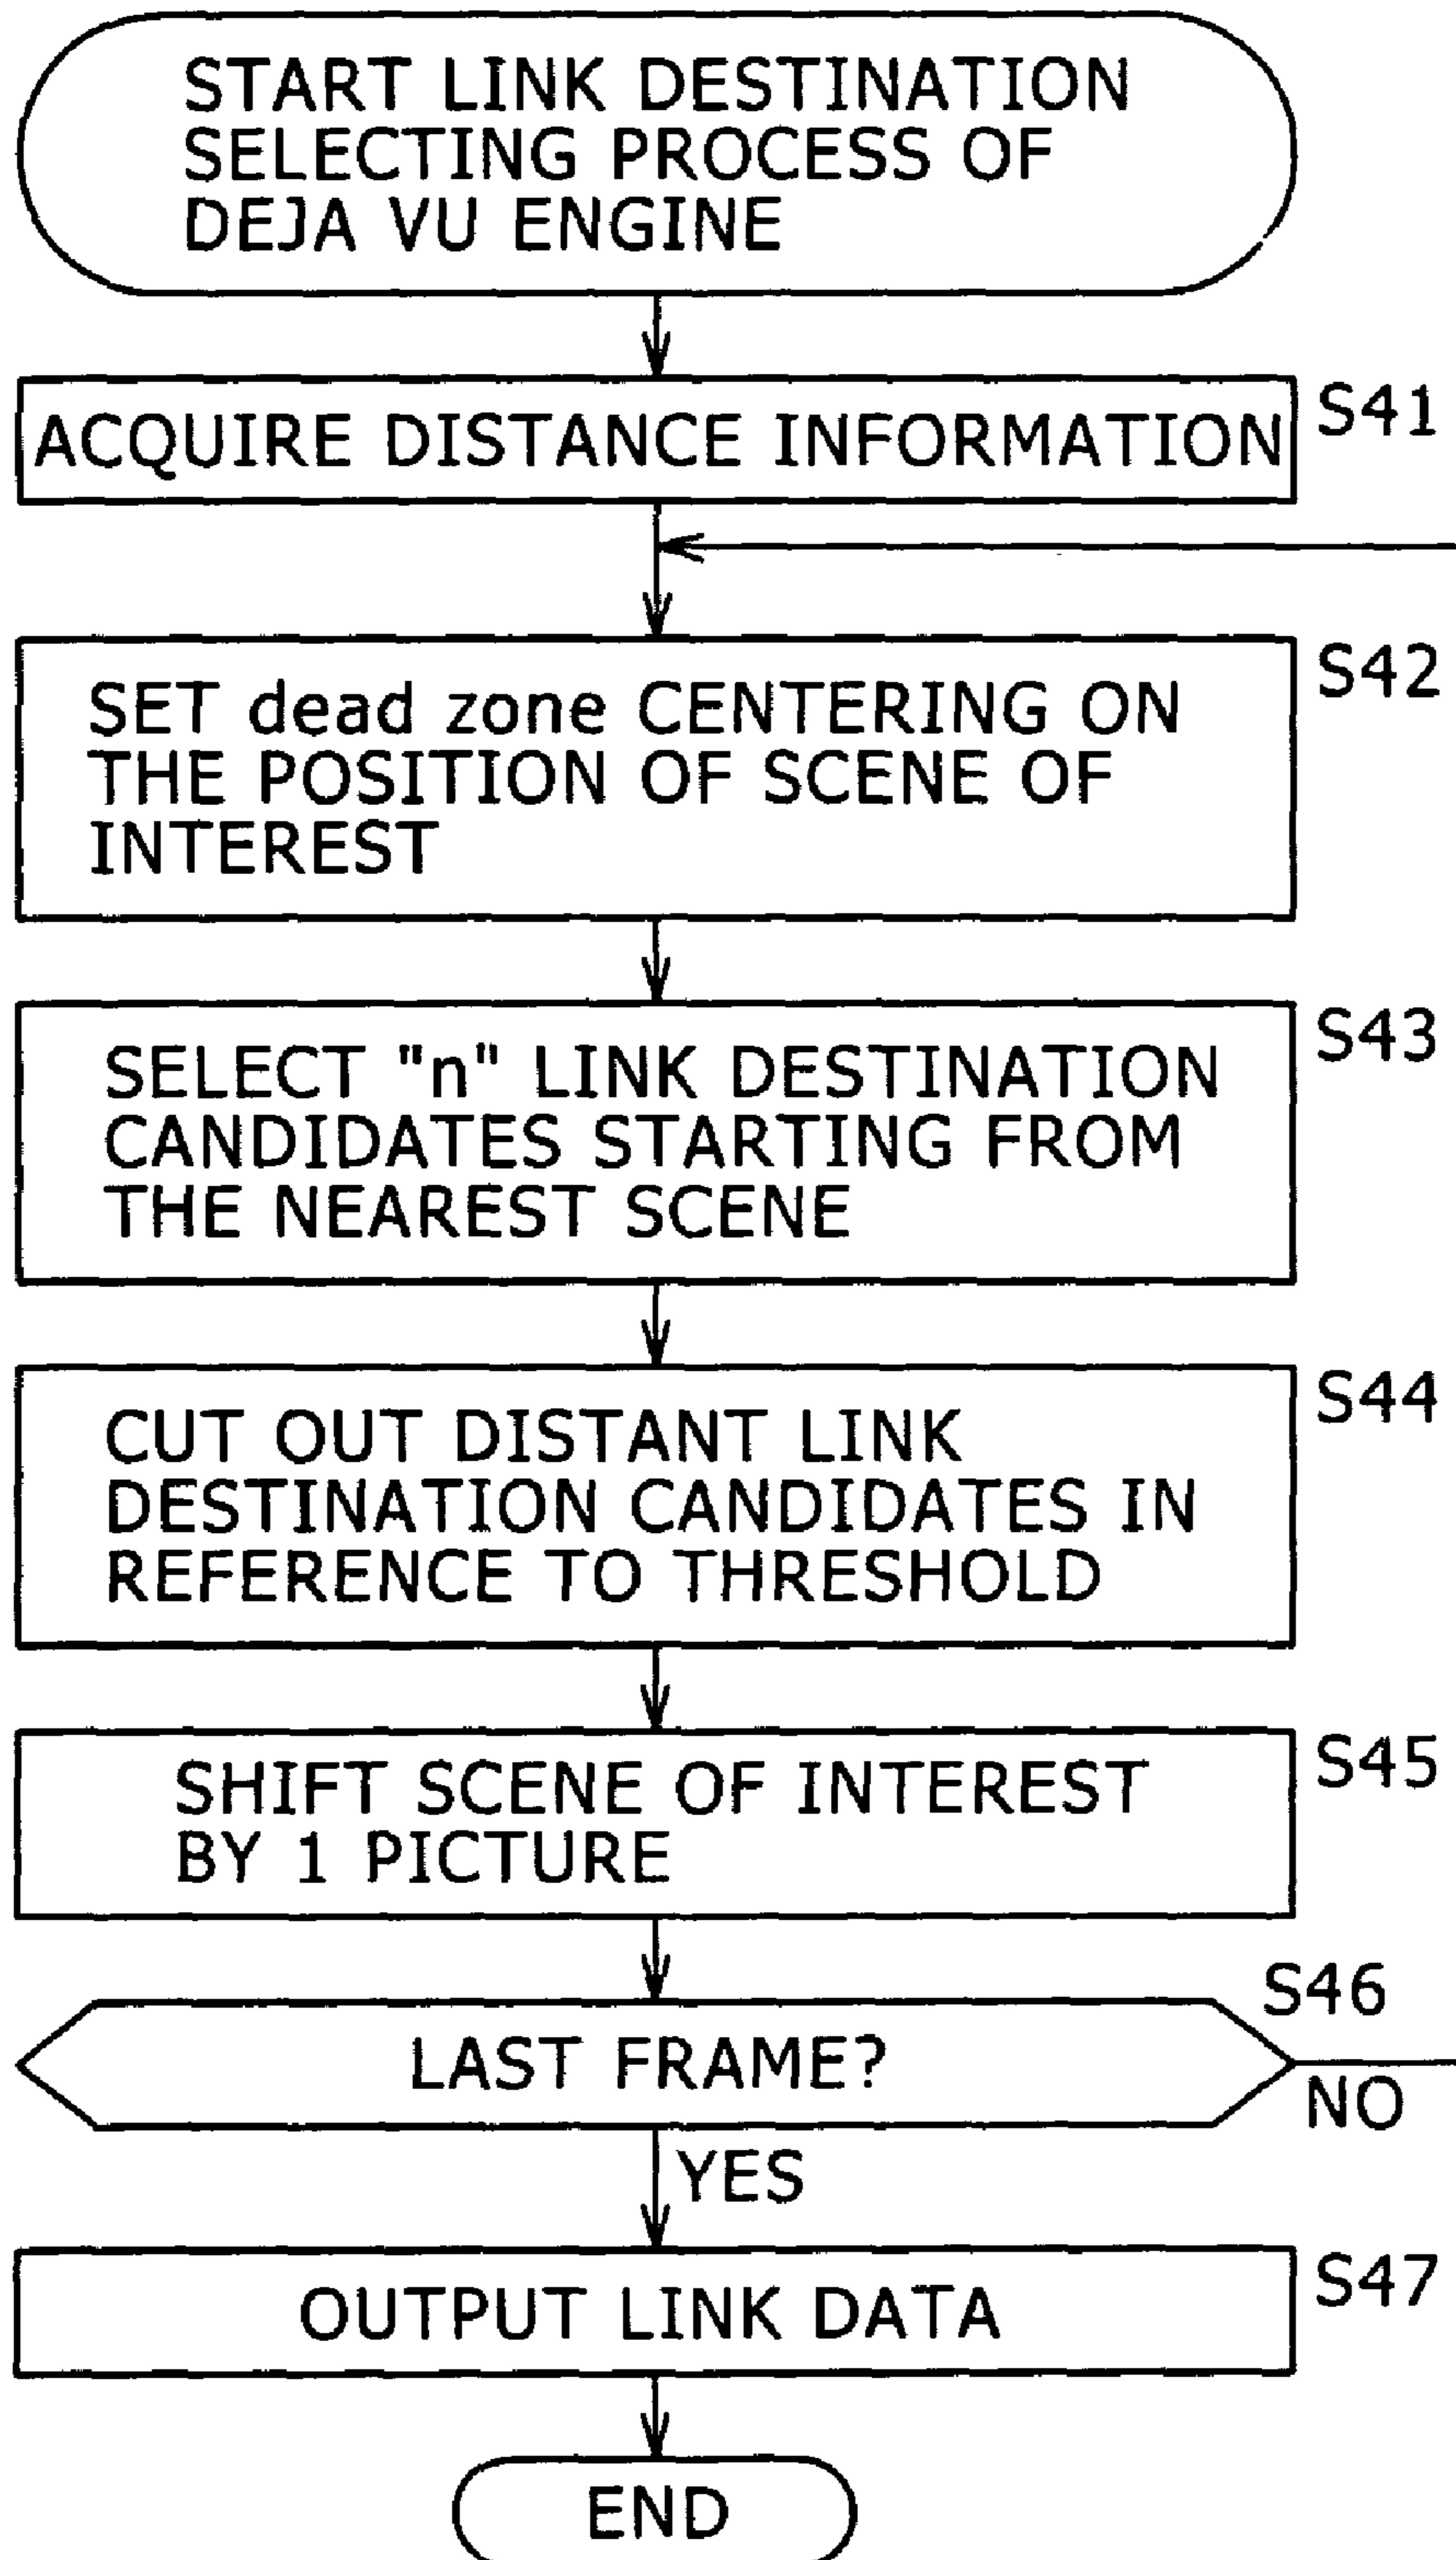 START LINK DESTINATION
SELECTING PROCESS OF
DEJA VU ENGINE
ACQUIRE DISTANCE INFORMATION
S41
SET dead zone CENTERING ON
THE POSITION OF SCENE OF
INTEREST
S42
SELECT "n" LINK DESTINATION
CANDIDATES STARTING FROM
THE NEAREST SCENE
S43
CUT OUT DISTANT LINK
DESTINATION CANDIDATES IN
REFERENCE TO THRESHOLD
S44
SHIFT SCENE OF INTEREST
BY 1 PICTURE
S45
LAST FRAME?
S46
NO
YES
OUTPUT LINK DATA
S47
END